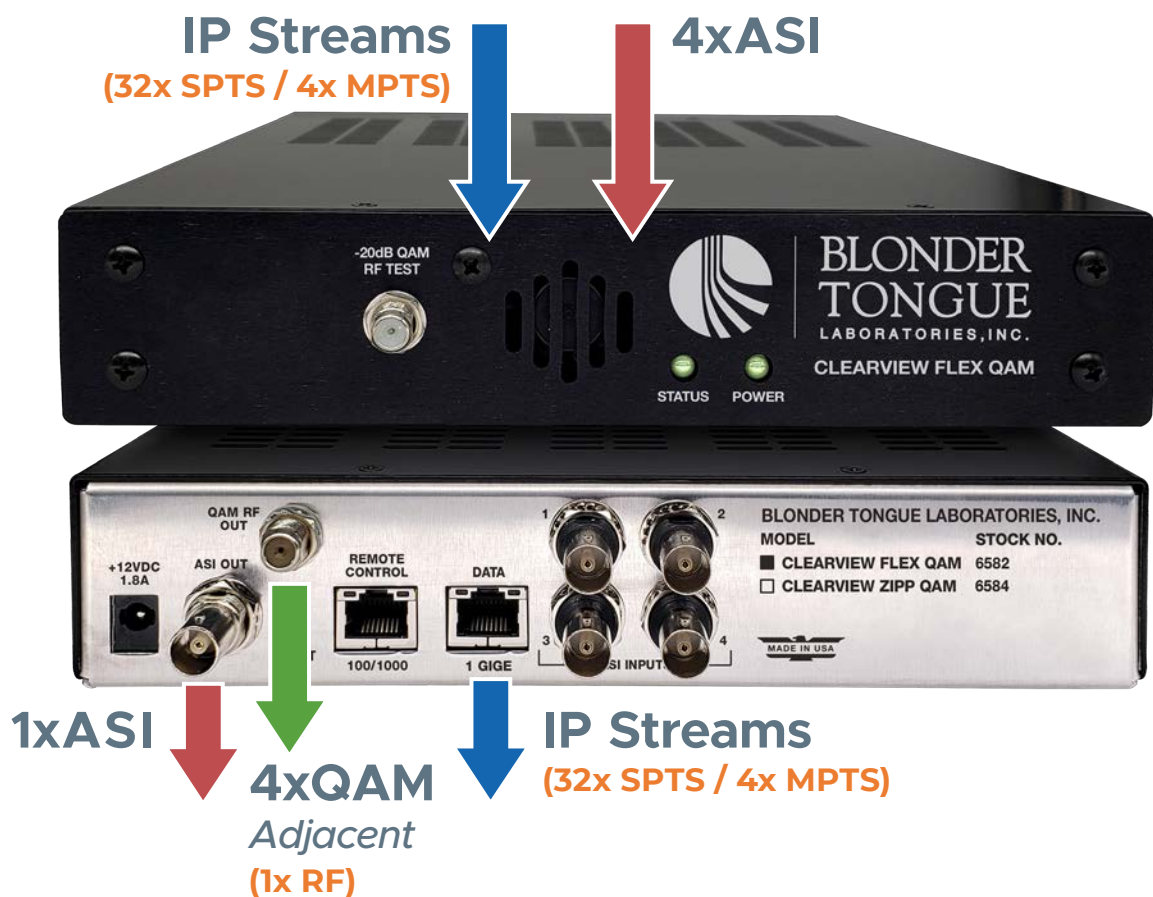 IP Streams
(32x SPTS / 4x MPTS)
4xASI
-20dB QAM
RF TEST
BLONDER
TONGUE
LABORATORIES, INC.
CLEARVIEW FLEX QAM
STATUS
POWER
QAM RF
OUT
+12VDC
1.8A
ASI OUT
REMOTE
CONTROL
100/1000
DATA
1 GIGE
1
2
3
4
BLONDER TONGUE LABORATORIES, INC.
MODEL STOCK NO.
CLEARVIEW FLEX QAM 6582
CLEARVIEW ZIPP QAM 6584
MADE IN USA
1xASI
4xQAM
Adjacent
(1x RF)
IP Streams
(32x SPTS / 4x MPTS)